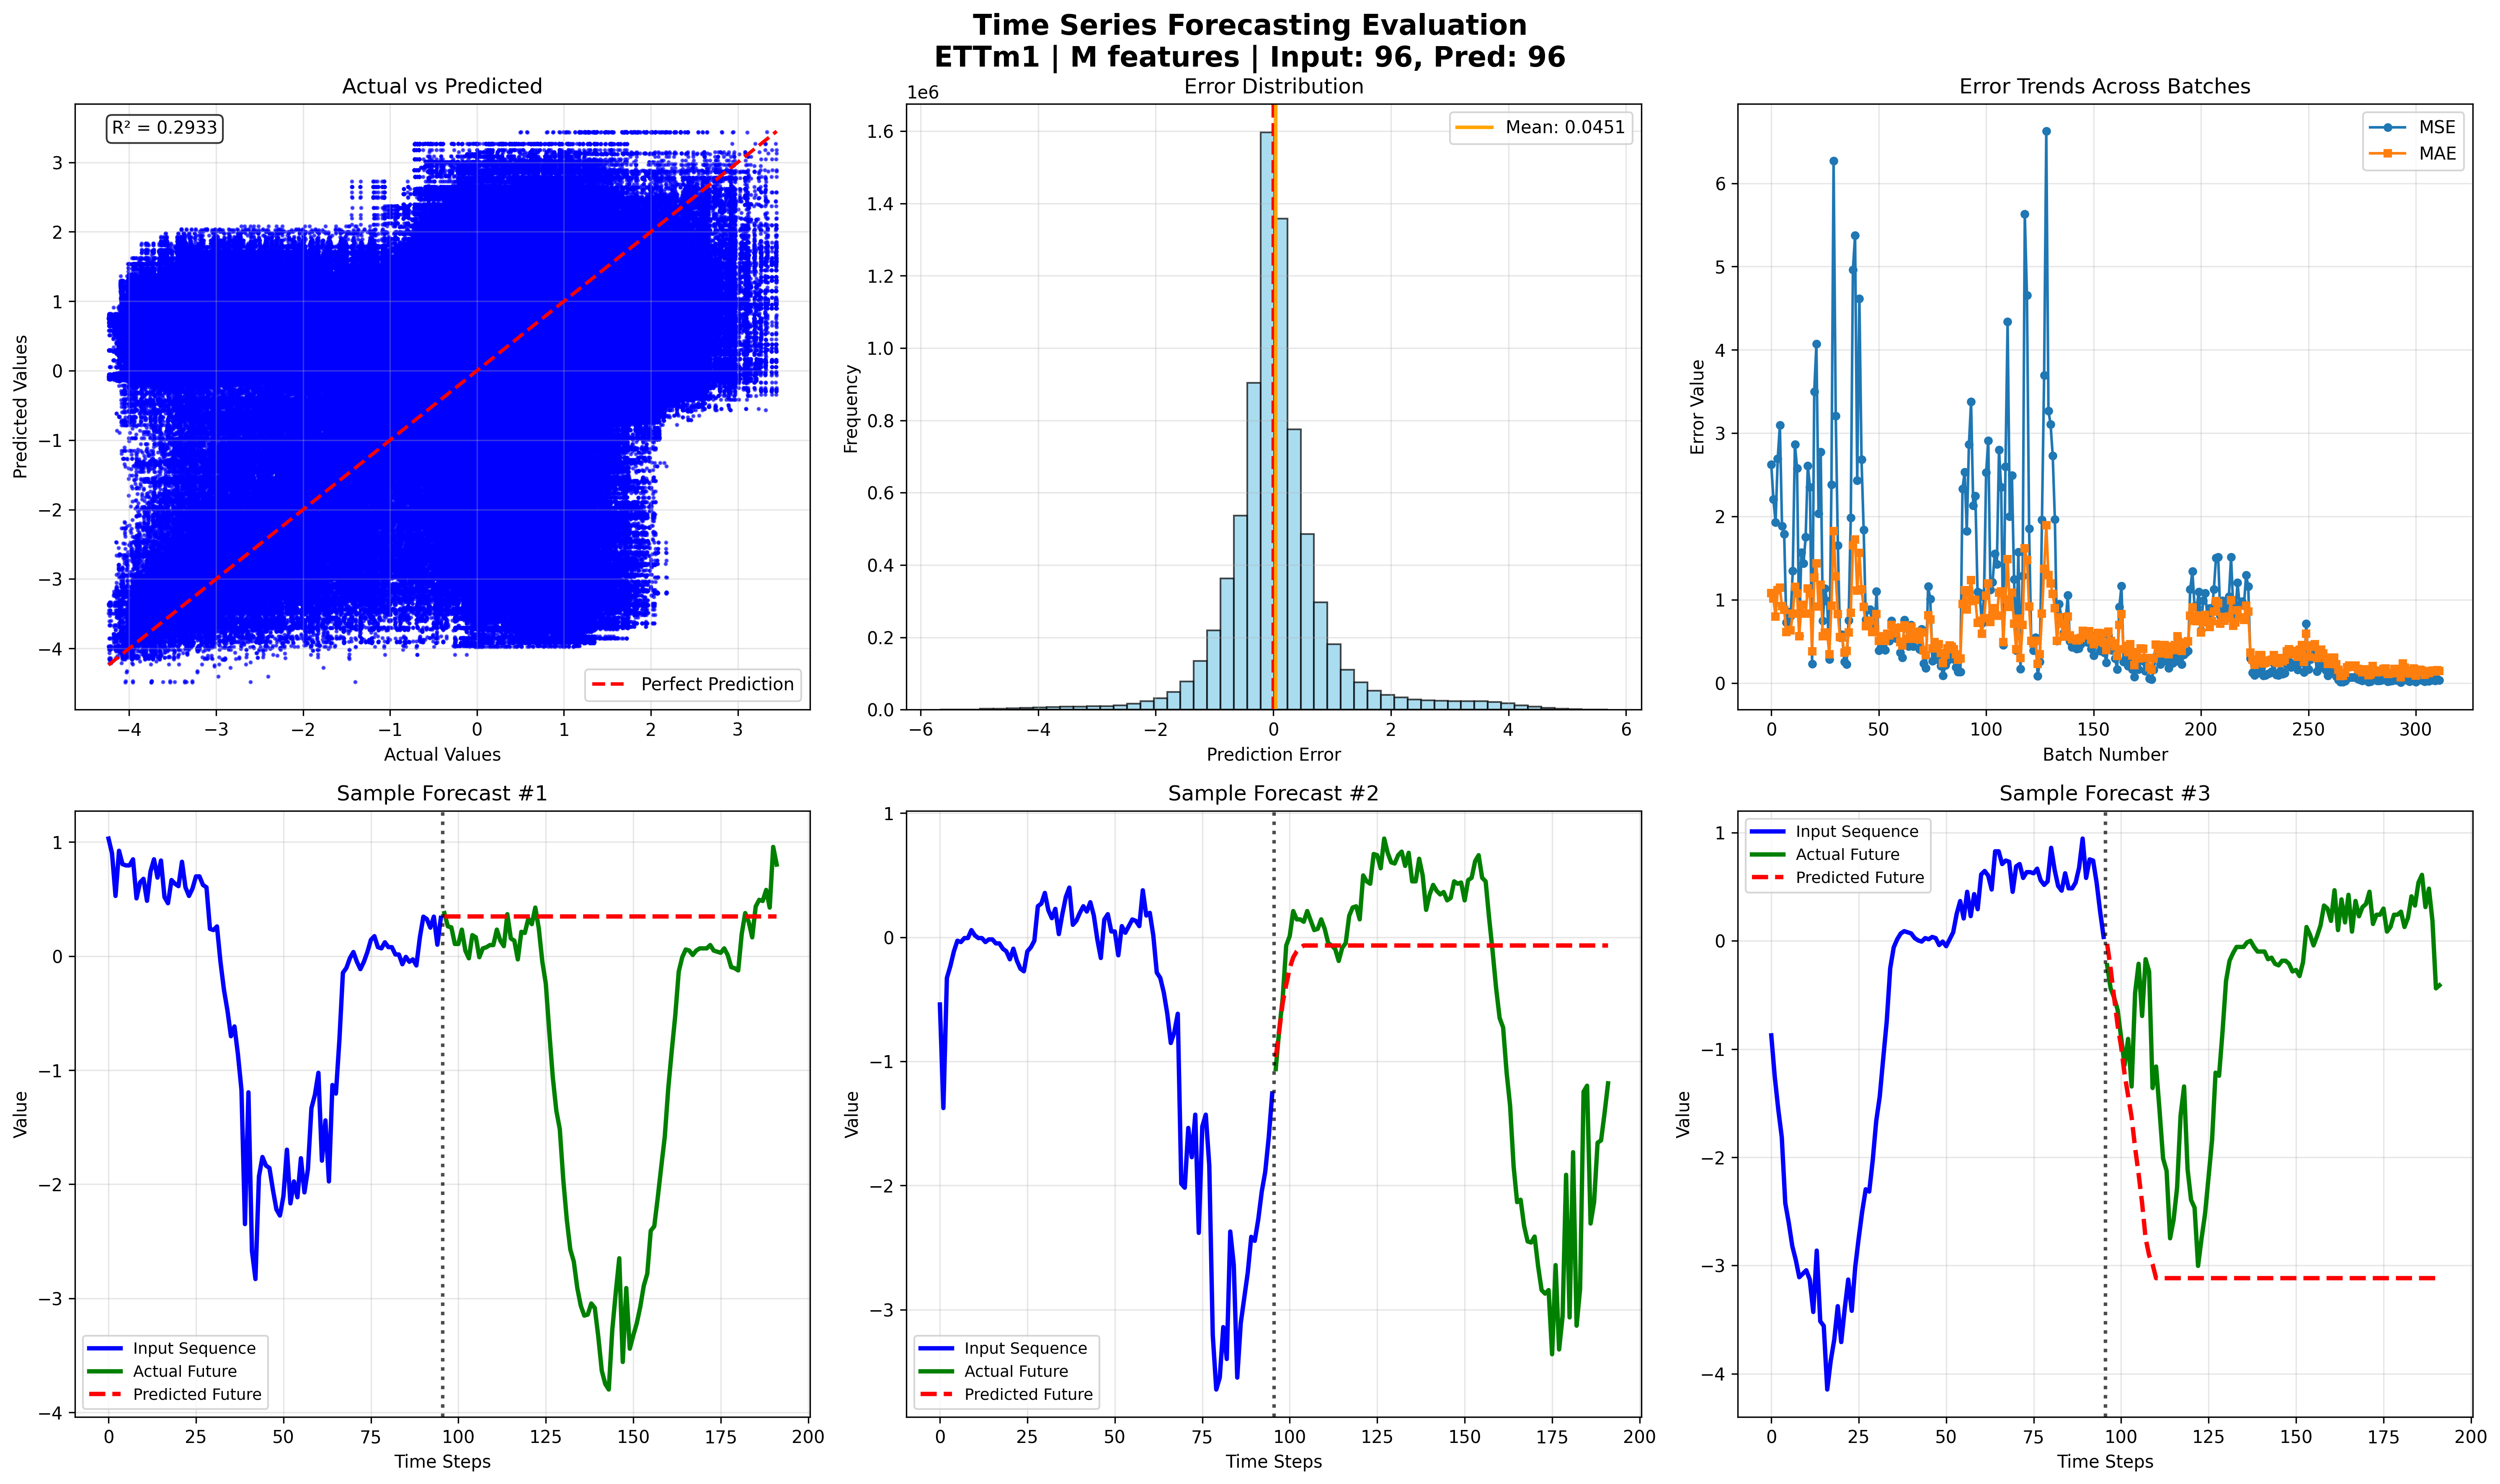 Time Series Forecasting Evaluation
ETTm1 | M features | Input: 96, Pred: 96
Actual vs Predicted
R² = 0.2933
Predicted Values
3
2
1
0
−1
−2
−3
−4
Perfect Prediction
−4 −3 −2 −1 0 1 2 3
Actual Values
Error Distribution
1e6
Mean: 0.0451
Frequency
1.6
1.4
1.2
1.0
0.8
0.6
0.4
0.2
0.0
−6 −4 −2 0 2 4 6
Prediction Error
Error Trends Across Batches
MSE
MAE
Error Value
6
5
4
3
2
1
0
0 50 100 150 200 250 300
Batch Number
Sample Forecast #1
Value
1
0
−1
−2
−3
−4
Input Sequence
Actual Future
Predicted Future
0 25 50 75 100 125 150 175 200
Time Steps
Sample Forecast #2
Value
1
0
−1
−2
−3
Input Sequence
Actual Future
Predicted Future
0 25 50 75 100 125 150 175 200
Time Steps
Sample Forecast #3
Input Sequence
Actual Future
Predicted Future
Value
1
0
−1
−2
−3
−4
0 25 50 75 100 125 150 175 200
Time Steps